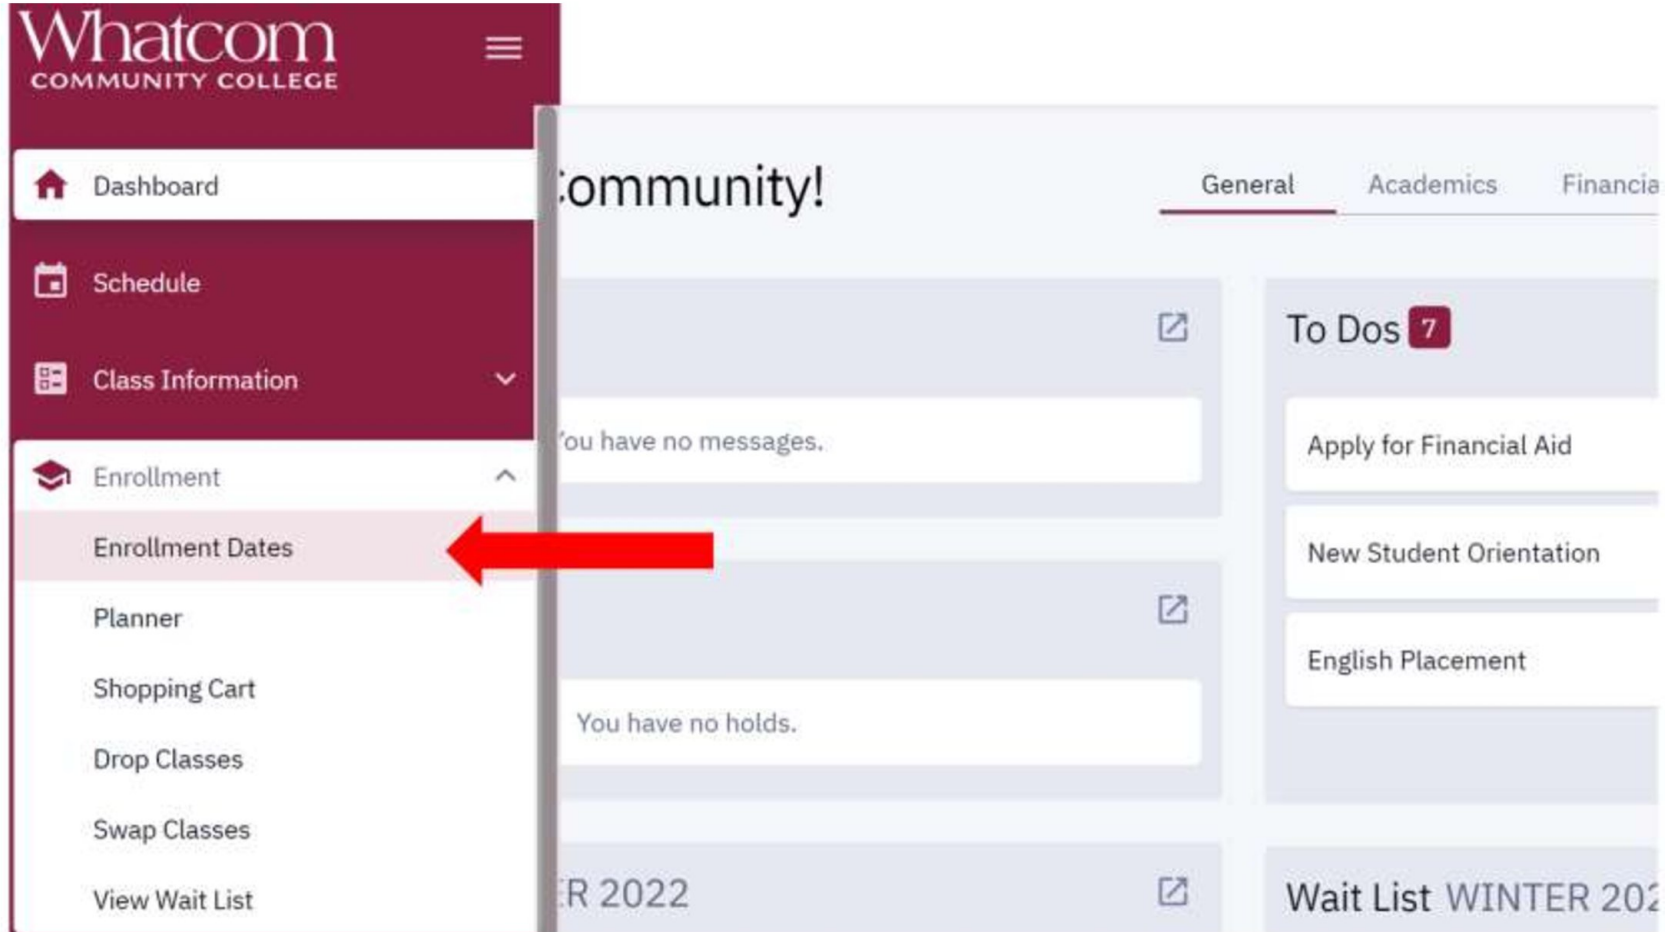 Whatcom
COMMUNITY COLLEGE
Dashboard
Schedule
Class Information
Enrollment
Enrollment Dates
Planner
Shopping Cart
Drop Classes
Swap Classes
View Wait List
ommunity!
General Academics Financia
ou have no messages.
You have no holds.
ER 2022
To Dos 7
Apply for Financial Aid
New Student Orientation
English Placement
Wait List WINTER 202